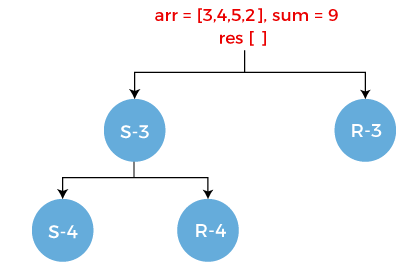 arr = [3,4,5,2], sum = 9
res [ ]
S-3
R-3
S-4
R-4